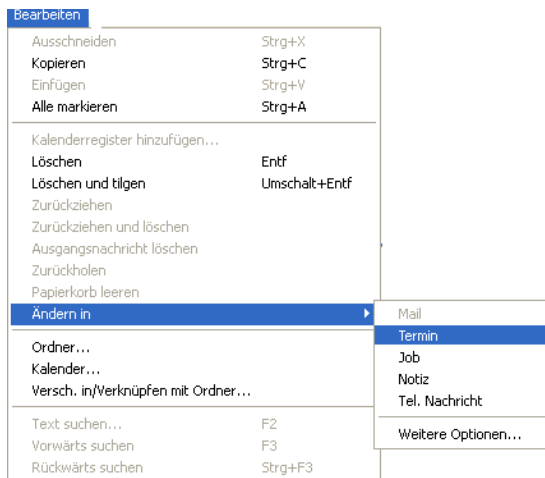 Bearbeiten
Ausschneiden Strg+X
Kopieren Strg+C
Einfügen Strg+V
Alle markieren Strg+A
Kalenderregister hinzufügen...
Löschen Entf
Löschen und tilgen Umschalt+Entf
Zurückziehen
Zurückziehen und löschen
Ausgangsnachricht löschen
Zurückholen
Papierkorb leeren
Ändern in
Ordner...
Kalender...
Versch. in/Verknüpfen mit Ordner...
Text suchen... F2
Vorwärts suchen F3
Rückwärts suchen Strg+F3
Mail
Termin
Job
Notiz
Tel. Nachricht
Weitere Optionen...